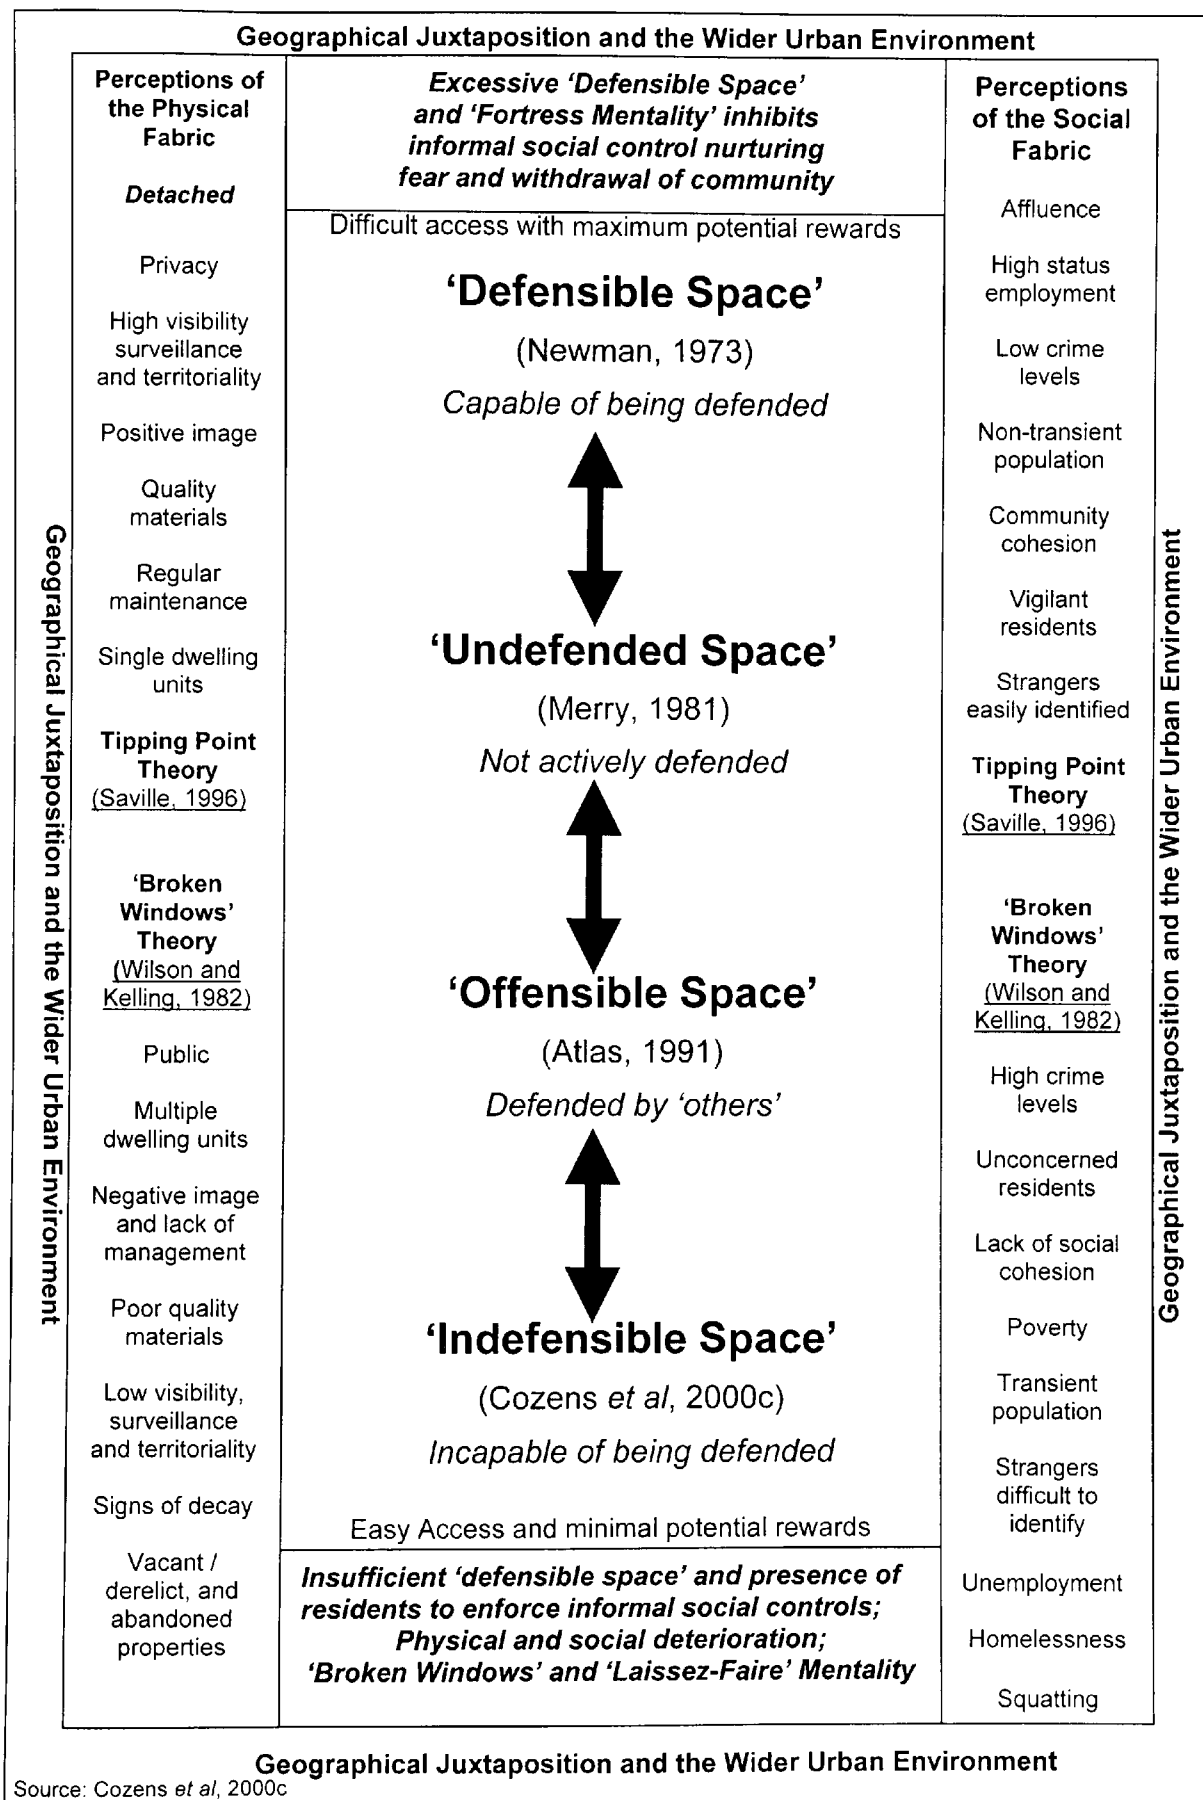 Geographical Juxtaposition and the Wider Urban Environment
Perceptions of
the Physical
Fabric
Detached
Privacy
High visibility
surveillance
and territoriality
Positive image
Quality
materials
Regular
maintenance
Single dwelling
units
Tipping Point
Theory
(Saville, 1996)
'Broken
Windows'
Theory
(Wilson and
Kelling, 1982)
Public
Multiple
dwelling units
Negative image
and lack of
management
Poor quality
materials
Low visibility,
surveillance
and territoriality
Signs of decay
Vacant /
derelict, and
abandoned
properties
Excessive 'Defensible Space'
and 'Fortress Mentality' inhibits
informal social control nurturing
fear and withdrawal of community
Difficult access with maximum potential rewards
'Defensible Space'
(Newman, 1973)
Capable of being defended
'Undefended Space'
(Merry, 1981)
Not actively defended
'Offensible Space'
(Atlas, 1991)
Defended by 'others'
'Indefensible Space'
(Cozens et al, 2000c)
Incapable of being defended
Easy Access and minimal potential rewards
Insufficient 'defensible space' and presence of
residents to enforce informal social controls;
Physical and social deterioration;
'Broken Windows' and 'Laissez-Faire' Mentality
Perceptions
of the Social
Fabric
Affluence
High status
employment
Low crime
levels
Non-transient
population
Community
cohesion
Vigilant
residents
Strangers
easily identified
Tipping Point
Theory
(Saville, 1996)
'Broken
Windows'
Theory
(Wilson and
Kelling, 1982)
High crime
levels
Unconcerned
residents
Lack of social
cohesion
Poverty
Transient
population
Strangers
difficult to
identify
Unemployment
Homelessness
Squatting
Geographical Juxtaposition and the Wider Urban Environment
Geographical Juxtaposition and the Wider Urban Environment
Geographical Juxtaposition and the Wider Urban Environment
Source: Cozens et al, 2000c